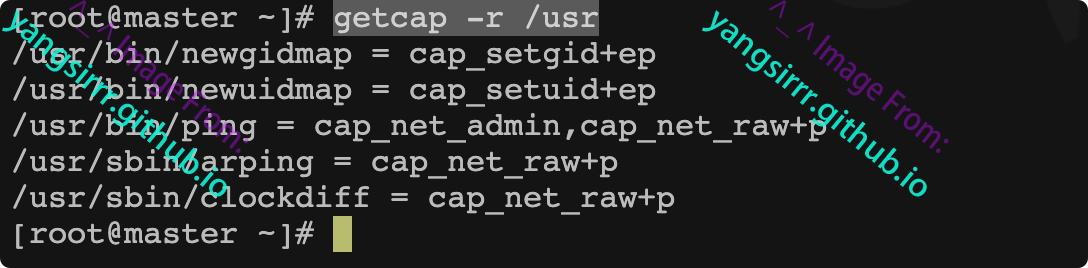 [root@master ~]# getcap -r /usr
/usr/bin/newgidmap = cap_setgid+ep
/usr/bin/newuidmap = cap_setuid+ep
/usr/bin/ping = cap_net_admin,cap_net_raw+p
/usr/sbin/arping = cap_net_raw+p
/usr/sbin/clockdiff = cap_net_raw+p
[root@master ~]#
^_^ Image From:
yangsirrr.github.io
^_^ Image From:
yangsirrr.github.io